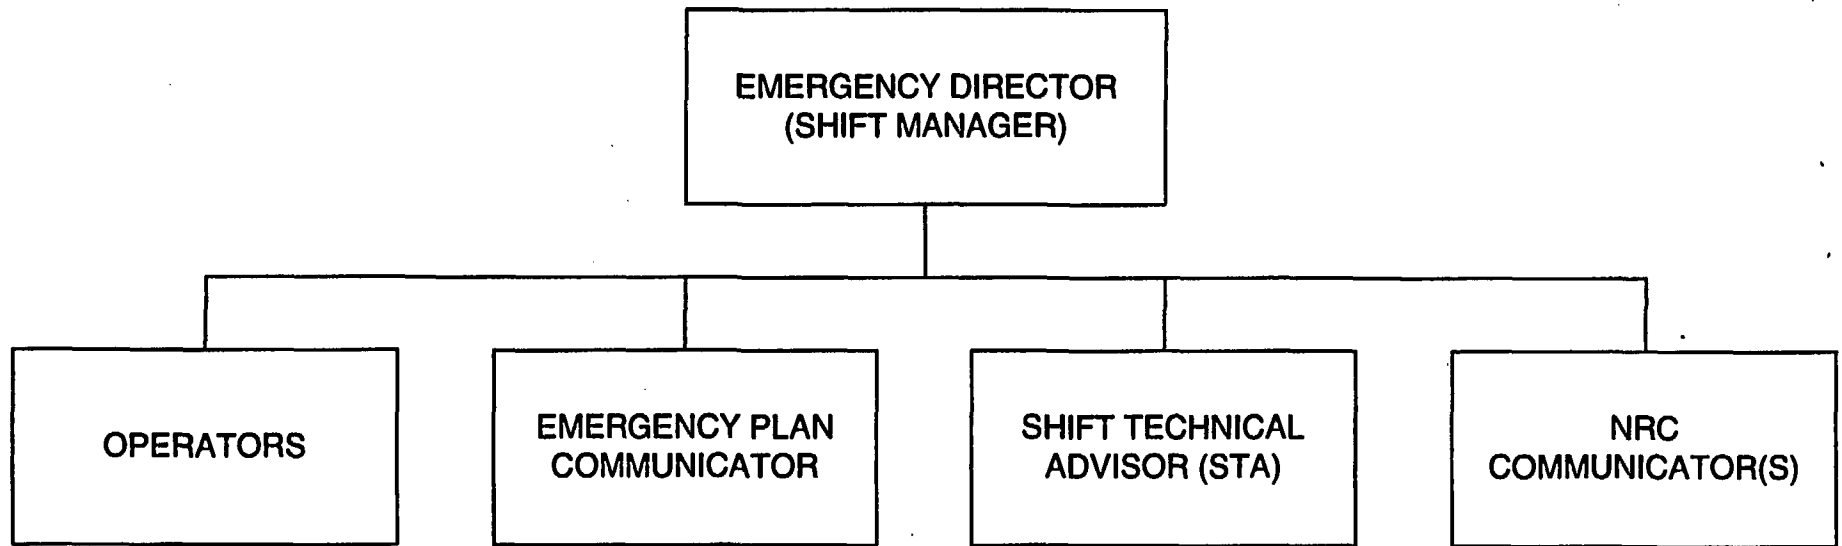 EMERGENCY DIRECTOR
(SHIFT MANAGER)
OPERATORS
EMERGENCY PLAN
COMMUNICATOR
SHIFT TECHNICAL
ADVISOR (STA)
NRC
COMMUNICATOR(S)